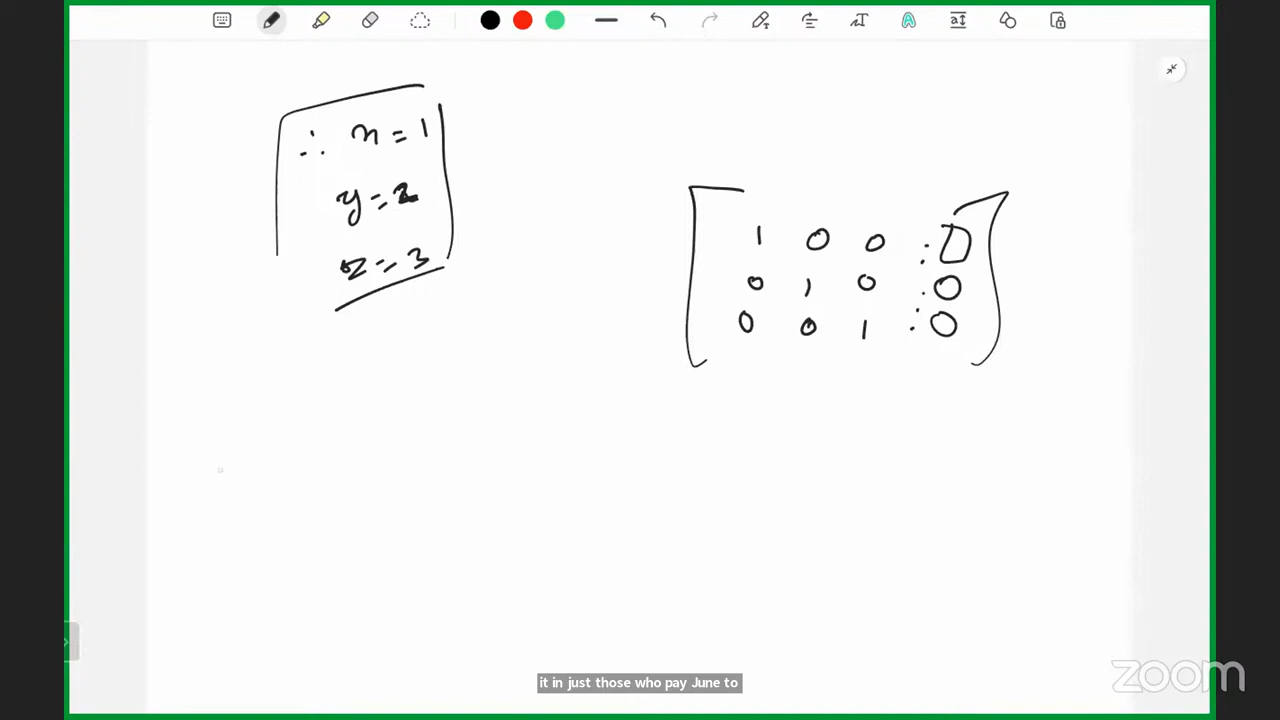 ∴ x = 1
y = 2
z = 3
1 0 0 : 0
0 1 0 : 0
0 0 1 : 0
it in just those who pay June to
zoom